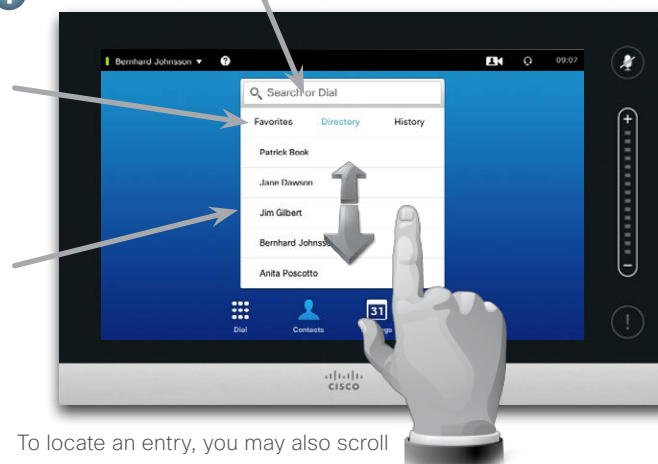 Bernhard Johnsson
?
09:07
Search or Dial
Favorites Directory History
Patrick Book
Jane Dawson
Jim Gilbert
Bernhard
Anita Poscotto
31
Dial Contacts
CISCO
To locate an entry, you may also scroll